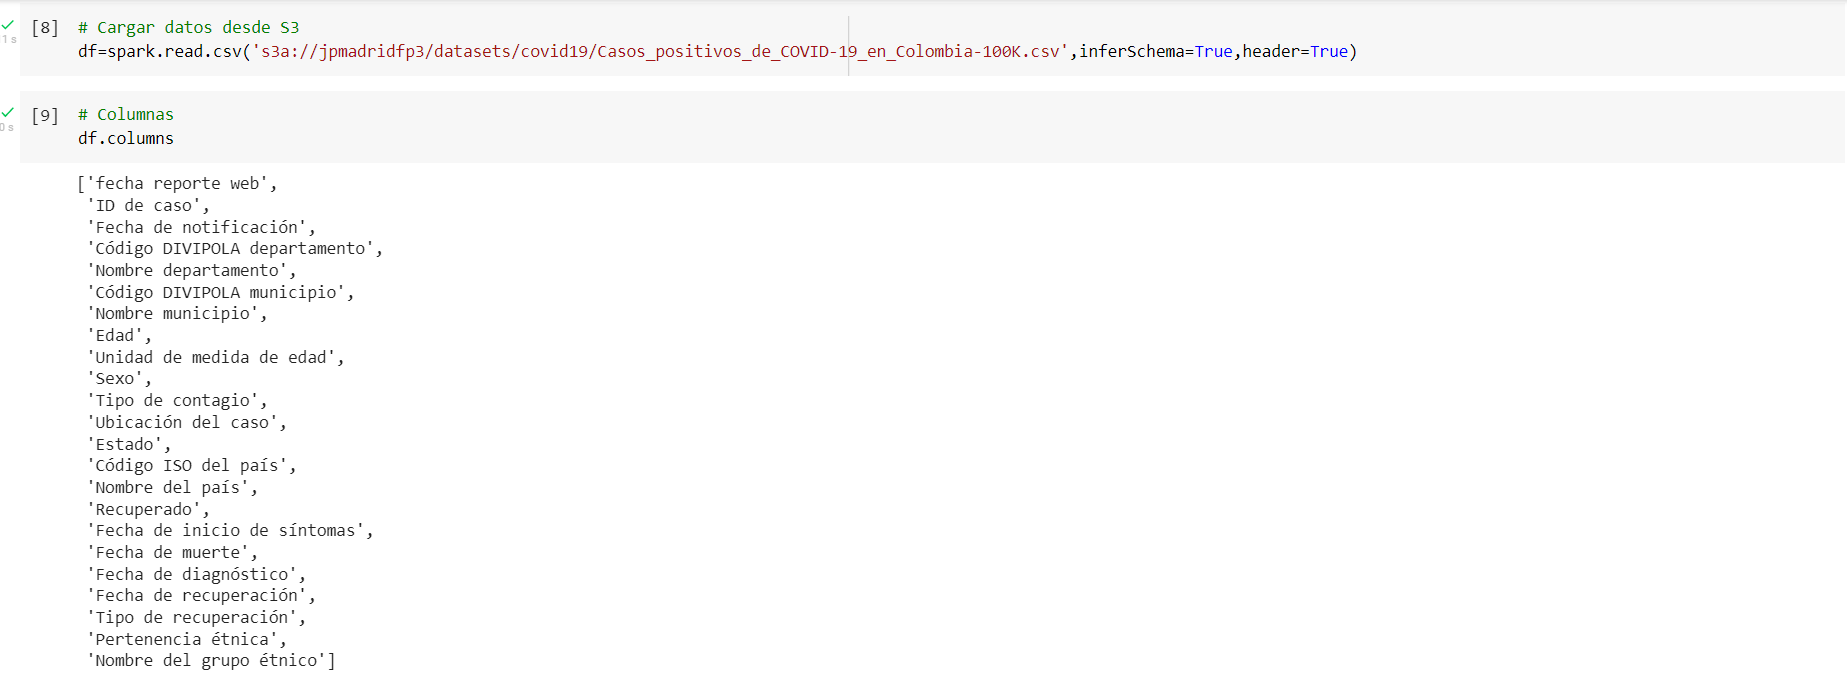 [8] # Cargar datos desde S3
1 s df=spark.read.csv('s3a://jpmadridfp3/datasets/covid19/Casos_positivos_de_COVID-19_en_Colombia-100K.csv',inferSchema=True,header=True)
[9] # Columnas
0 s df.columns
['fecha reporte web',
'ID de caso',
'Fecha de notificación',
'Código DIVIPOLA departamento',
'Nombre departamento',
'Código DIVIPOLA municipio',
'Nombre municipio',
'Edad',
'Unidad de medida de edad',
'Sexo',
'Tipo de contagio',
'Ubicación del caso',
'Estado',
'Código ISO del país',
'Nombre del país',
'Recuperado',
'Fecha de inicio de síntomas',
'Fecha de muerte',
'Fecha de diagnóstico',
'Fecha de recuperación',
'Tipo de recuperación',
'Pertenencia étnica',
'Nombre del grupo étnico']